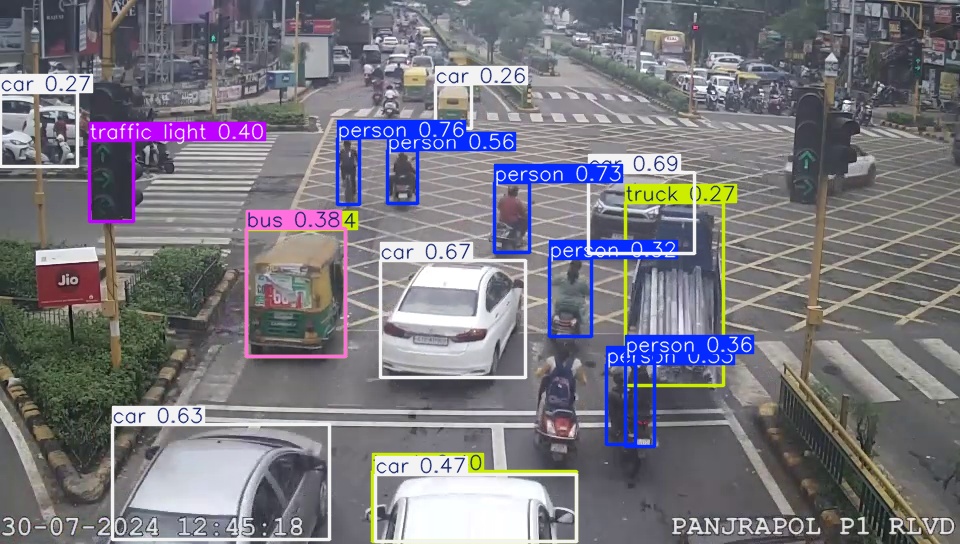 car 0.26
car 0.27
traffic light 0.40
person 0.76
person 0.56
person 0.73
car 0.69
truck 0.27
bus 0.38
4
car 0.67
person 0.32
Jio
person 0.36
car 0.63
car 0.47
0
30-07-2024 12:45:18
PANJRAPOL P1 RLVD